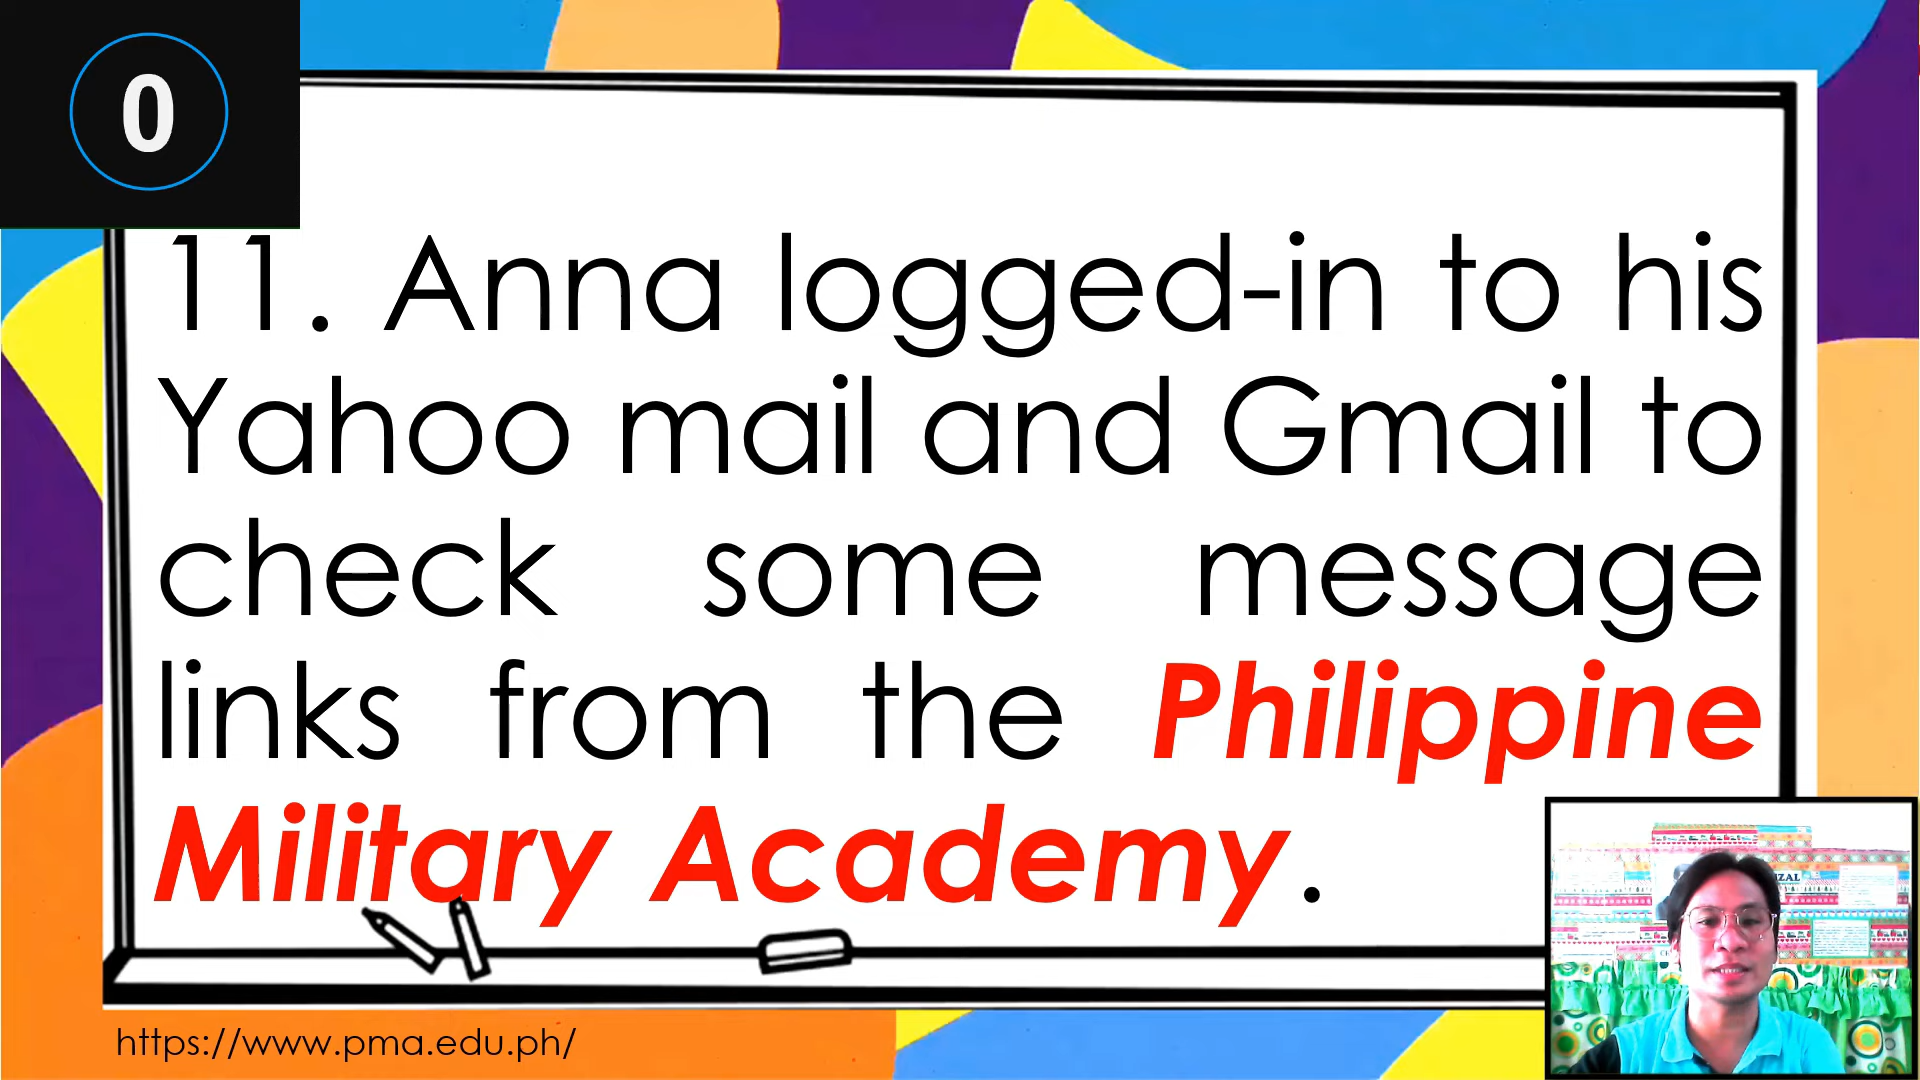 0
11. Anna logged-in to his
Yahoo mail and Gmail to
check some message
links from the Philippine
Military Academy.
IZAL
https://www.pma.edu.ph/